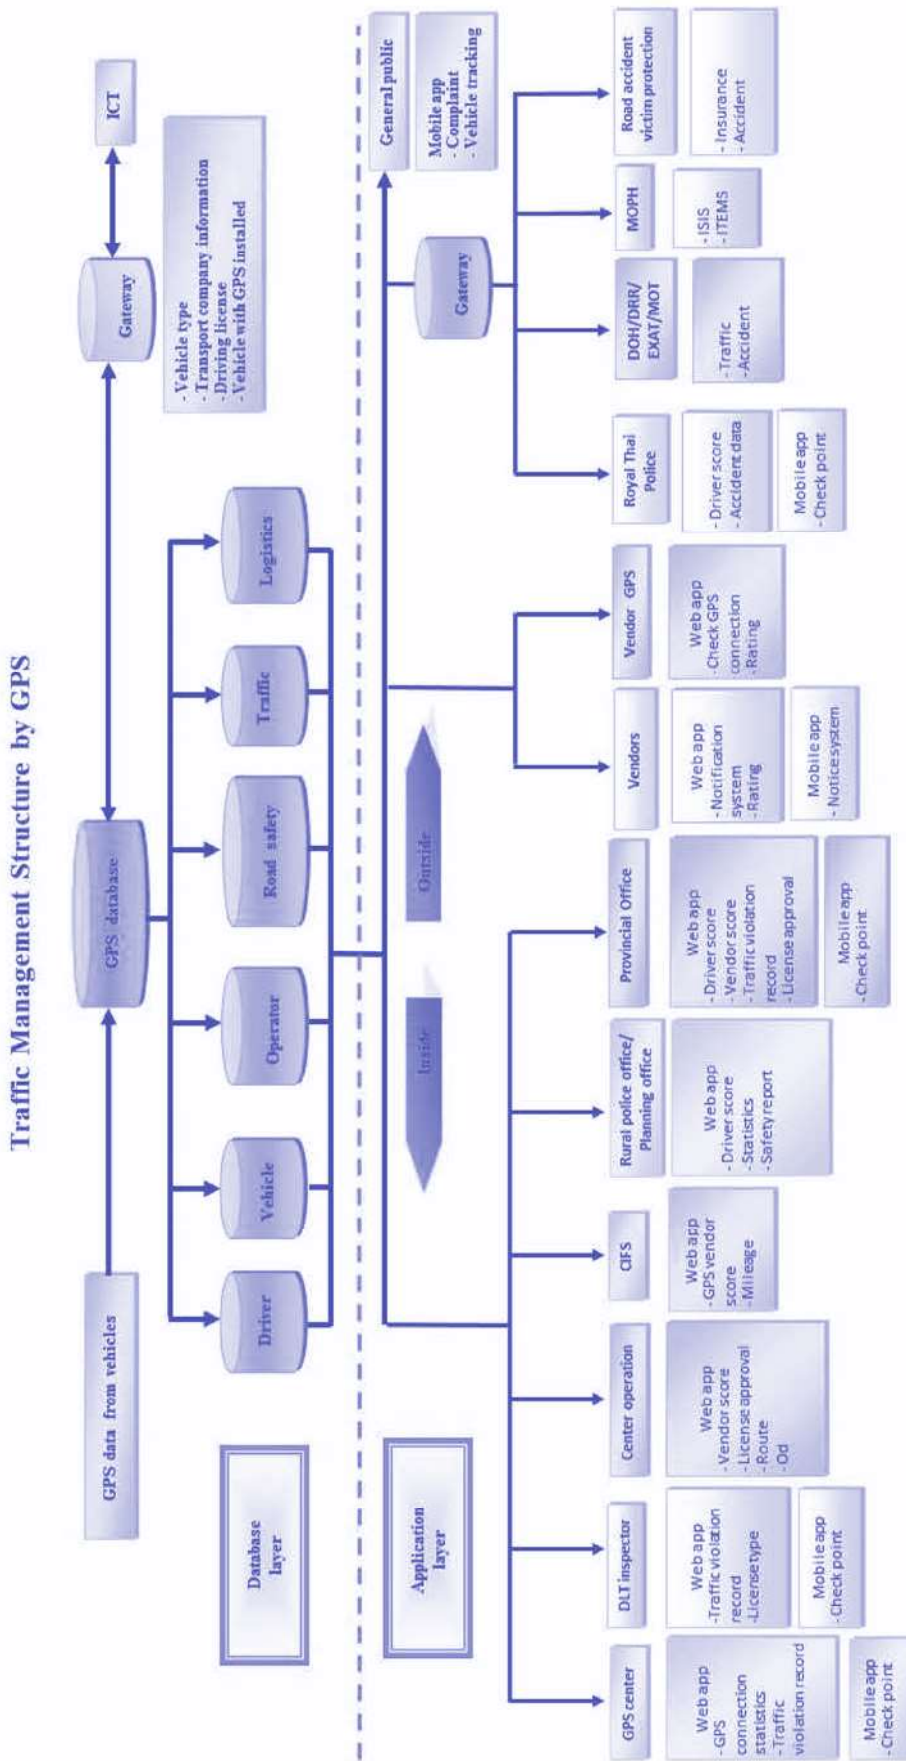 Traffic Management Structure by GPS
GPS data from vehicles
GPS database
Gateway
ICT
- Vehicle type
- Transport company information
- Driving license
- Vehicle with GPS installed
Database
layer
Driver
Vehicle
Operator
Road safety
Traffic
Logistics
Application
layer
Inside
Outside
General public
Mobile app
- Complaint
- Vehicle tracking
Gateway
GPS center
Web app
- GPS
connection
statistics
- Traffic
violation record
Mobile app
- Check point
DLT inspector
Web app
- Traffic violation
record
- License type
Mobile app
- Check point
Center operation
Web app
- Vendor score
- License approval
- Route
- Od
CIFS
Web app
- GPS vendor
score
- Mileage
Rural police office/
Planning office
Web app
- Driver score
- Statistics
- Safety report
Provincial Office
Web app
- Driver score
- Vendor score
- Traffic violation
record
- License approval
Mobile app
- Check point
Vendors
Web app
- Notification
system
- Rating
Mobile app
- Notice system
Vendor GPS
Web app
- Check GPS
connection
- Rating
Royal Thai
Police
- Driver score
- Accident data
Mobile app
- Check point
DOH/DRR/
EXAT/MOT
- Traffic
- Accident
MOPH
- ISIS
- ITEMS
Road accident
victim protection
- Insurance
- Accident